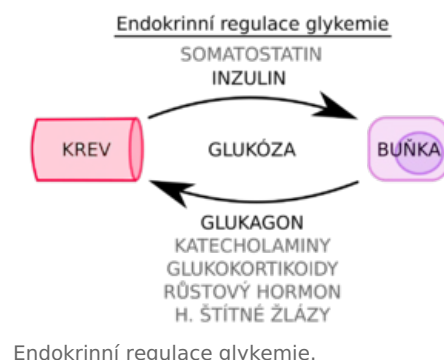 Endokrinní regulace glykemie
SOMATOSTATIN
INZULIN
KREV
GLUKÓZA
BUŇKA
GLUKAGON
KATECHOLAMINY
GLUKOKORTIKOIDY
RŮSTOVÝ HORMON
H. ŠTÍTNÉ ŽLÁZY
Endokrinní regulace glykemie.